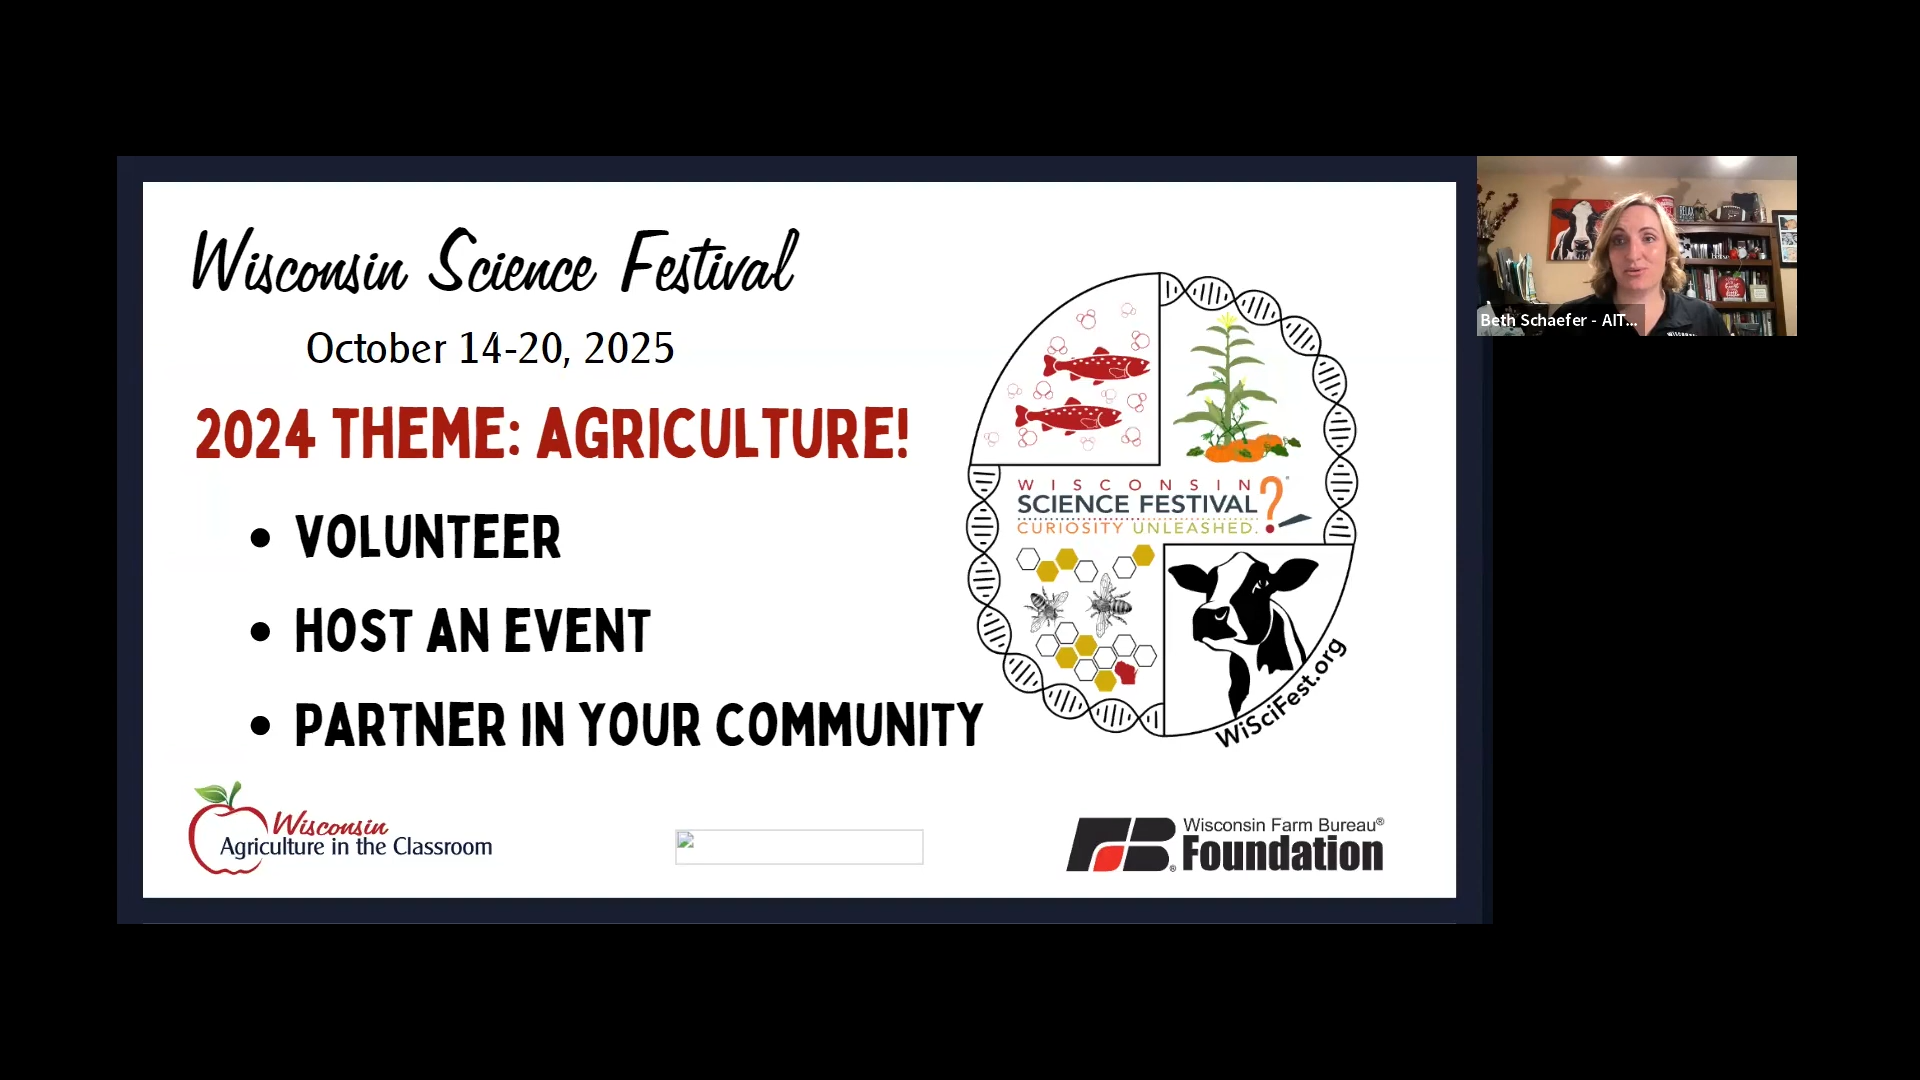 Wisconsin Science Festival
October 14-20, 2025
2024 THEME: AGRICULTURE!
• VOLUNTEER
• HOST AN EVENT
• PARTNER IN YOUR COMMUNITY
WISCONSIN
SCIENCE FESTIVAL
CURIOSITY UNLEASHED.
WiSciFest.org
Wisconsin
Agriculture in the Classroom
Wisconsin Farm Bureau®
Foundation
Beth Schaefer - AIT...